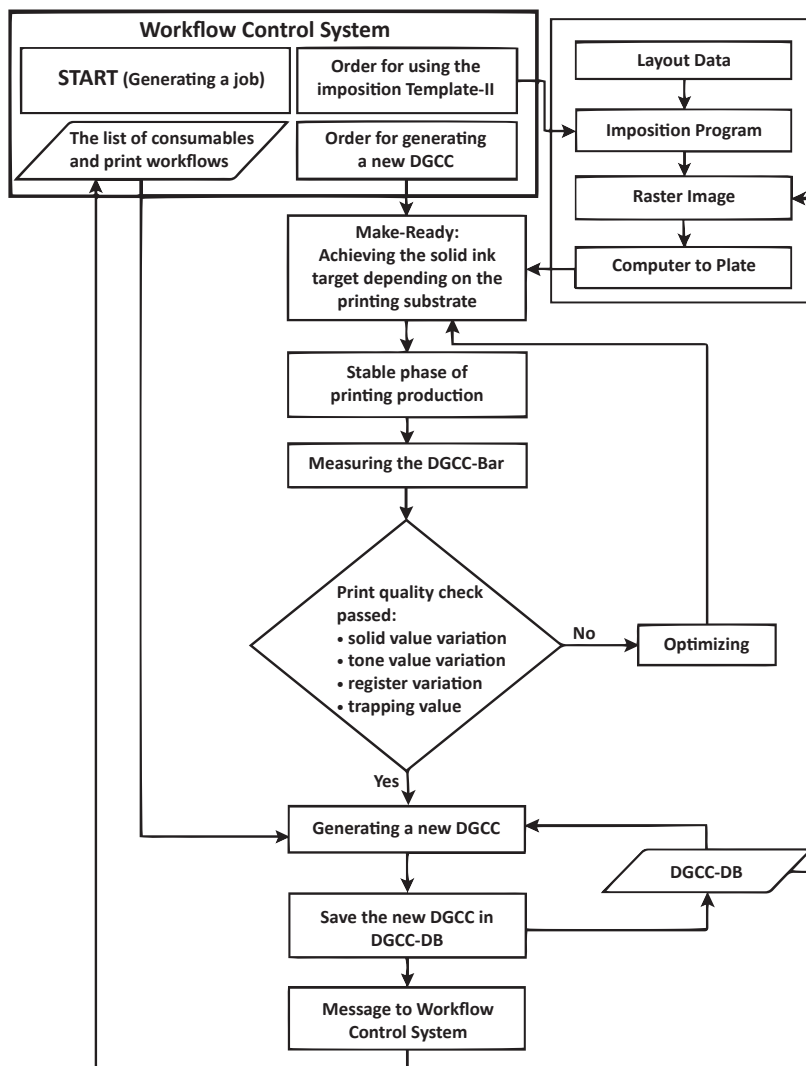 Workflow Control System
START (Generating a job)
Order for using the
imposition Template-II
The list of consumables
and print workflows
Order for generating
a new DGCC
Layout Data
Imposition Program
Raster Image
Computer to Plate
Make-Ready:
Achieving the solid ink
target depending on the
printing substrate
Stable phase of
printing production
Measuring the DGCC-Bar
Print quality check
passed:
• solid value variation
• tone value variation
• register variation
• trapping value
No
Optimizing
Yes
Generating a new DGCC
DGCC-DB
Save the new DGCC in
DGCC-DB
Message to Workflow
Control System